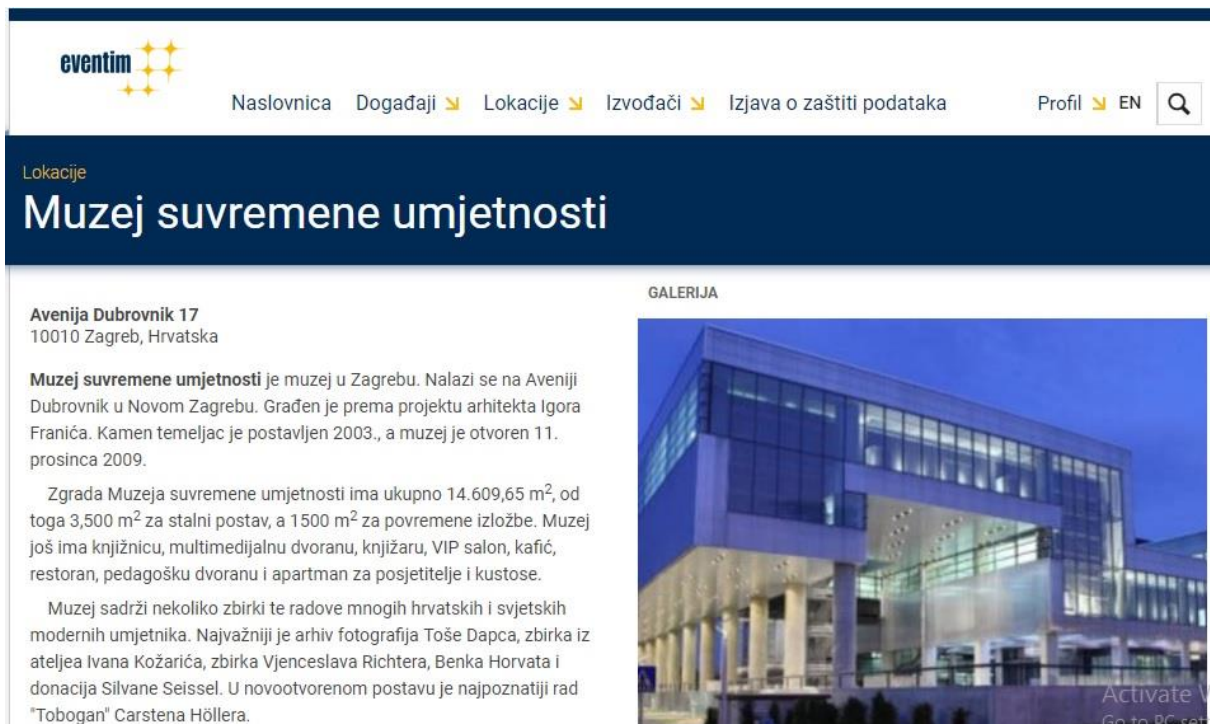 eventim
Naslovnica Događaji Lokacije Izvođači Izjava o zaštiti podataka Profil EN
Lokacije
Muzej suvremene umjetnosti
Avenija Dubrovnik 17
10010 Zagreb, Hrvatska
Muzej suvremene umjetnosti je muzej u Zagrebu. Nalazi se na Aveniji
Dubrovnik u Novom Zagrebu. Građen je prema projektu arhitekta Igora
Franića. Kamen temeljac je postavljen 2003., a muzej je otvoren 11.
prosinca 2009.
Zgrada Muzeja suvremene umjetnosti ima ukupno 14.609,65 m², od
toga 3,500 m² za stalni postav, a 1500 m² za povremene izložbe. Muzej
još ima knjižnicu, multimedijalnu dvoranu, knjižaru, VIP salon, kafić,
restoran, pedagošku dvoranu i apartman za posjetitelje i kustose.
Muzej sadrži nekoliko zbirki te radove mnogih hrvatskih i svjetskih
modernih umjetnika. Najvažniji je arhiv fotografija Toše Dapca, zbirka iz
ateljea Ivana Kožarića, zbirka Vjenceslava Richtera, Benka Horvata i
donacija Silvane Seissel. U novootvorenom postavu je najpoznatiji rad
"Tobogan" Carstena Höllera.
GALERIJA
Activate
Go to PC set